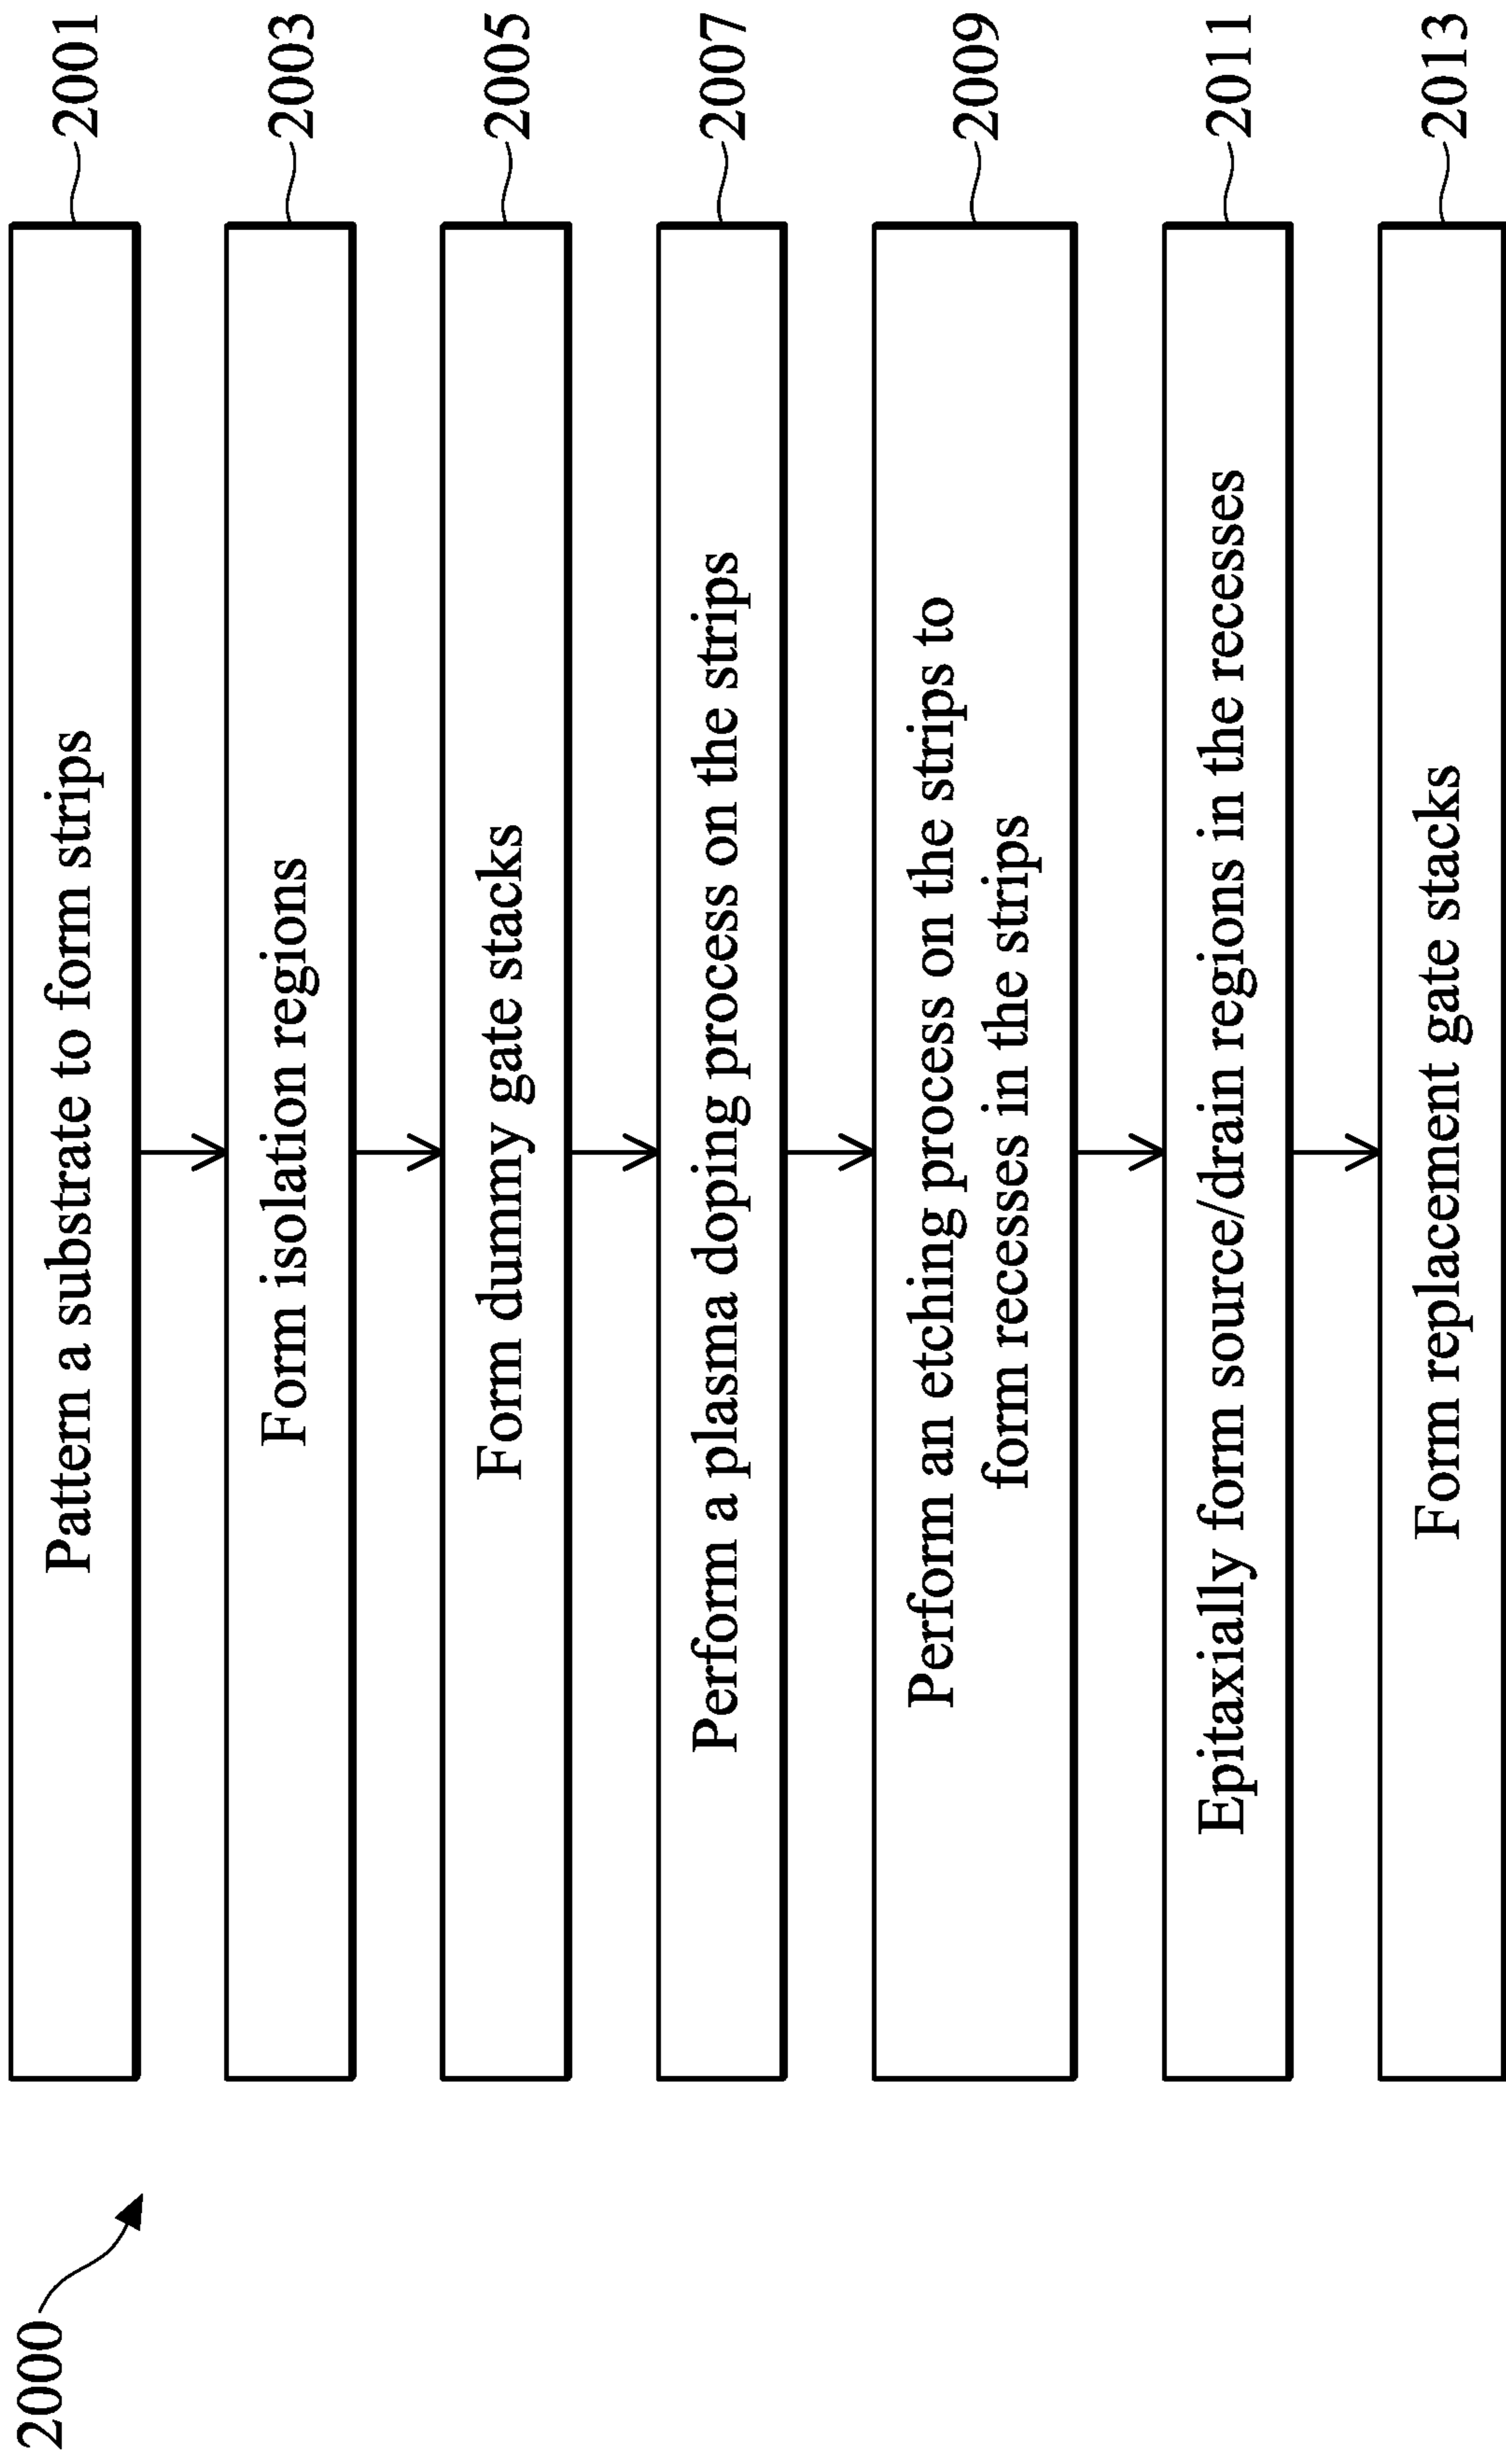 2000
Pattern a substrate to form strips
2001
Form isolation regions
2003
Form dummy gate stacks
2005
Perform a plasma doping process on the strips
2007
Perform an etching process on the strips to
form recesses in the strips
2009
Epitaxially form source/drain regions in the recesses
2011
Form replacement gate stacks
2013